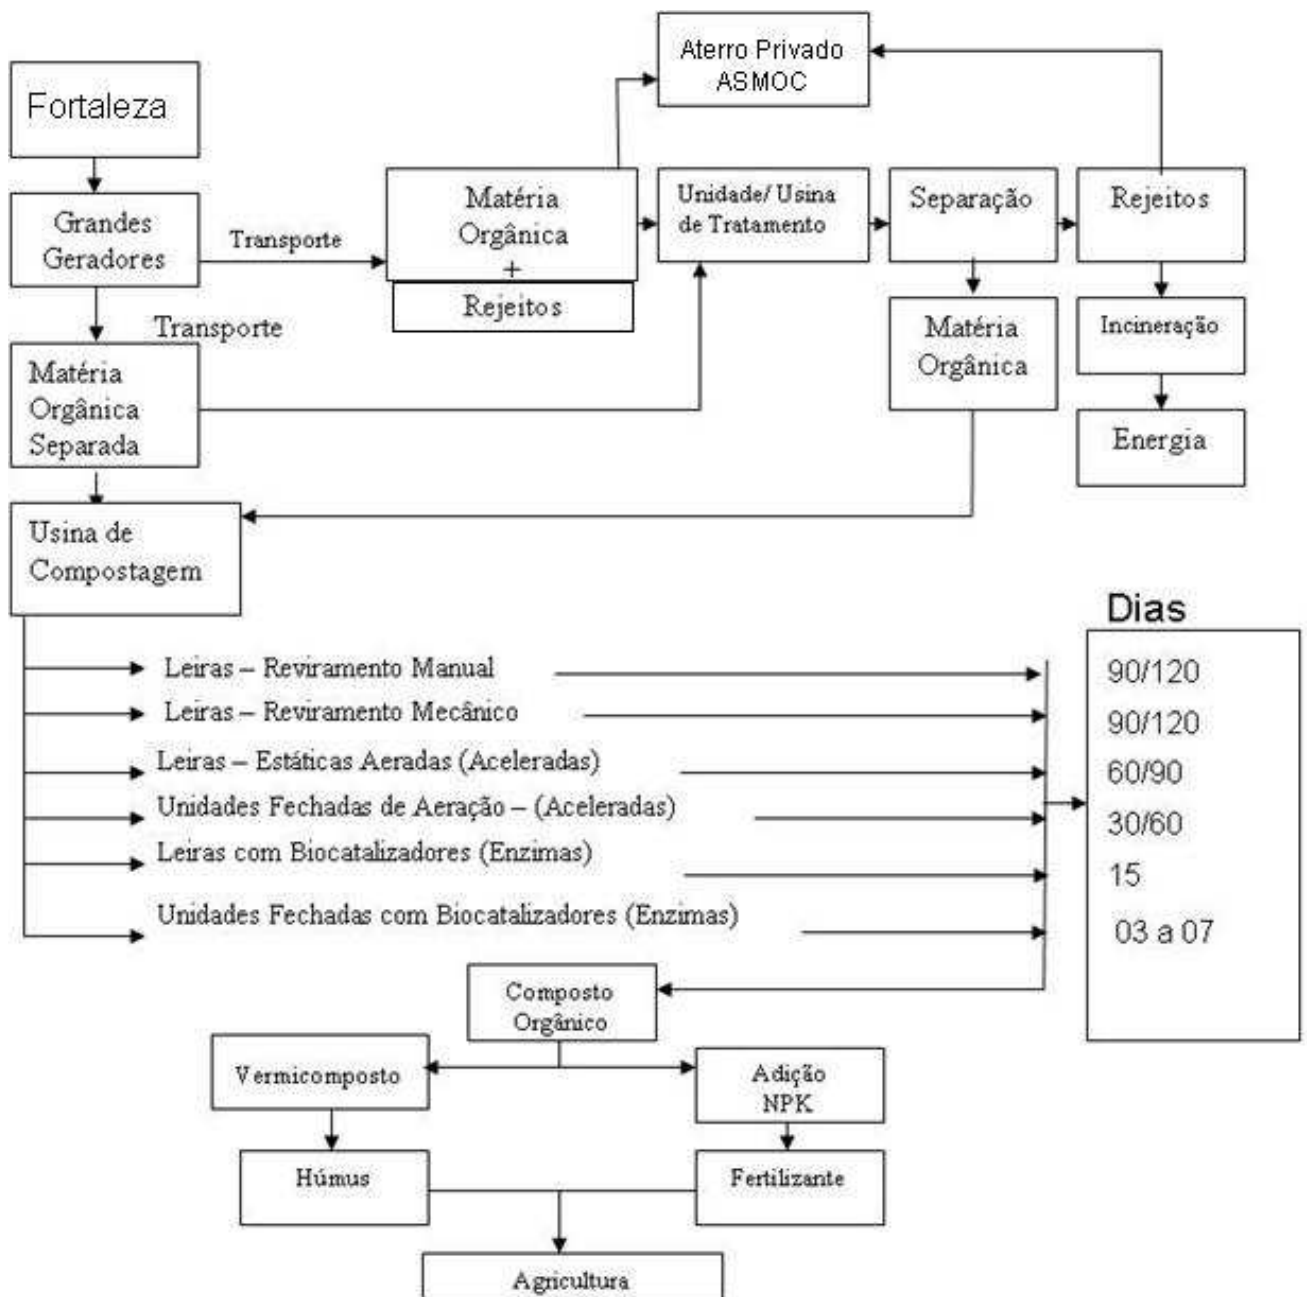 Aterro Privado
ASMOC
Fortaleza
Grandes
Geradores
Transporte
Matéria
Orgânica
+
Rejeitos
Unidade/ Usina
de Tratamento
Separação
Rejeitos
Transporte
Matéria
Orgânica
Incineração
Matéria
Orgânica
Separada
Energia
Usina de
Compostagem
Dias
Leiras – Reviramento Manual
90/120
Leiras – Reviramento Mecânico
90/120
Leiras – Estáticas Aeradas (Aceleradas)
60/90
Unidades Fechadas de Aeração – (Aceleradas)
30/60
Leiras com Biocatalizadores (Enzimas)
15
Unidades Fechadas com Biocatalizadores (Enzimas)
03 a 07
Composto
Orgânico
Vermicomposto
Adição
NPK
Húmus
Fertilizante
Agricultura